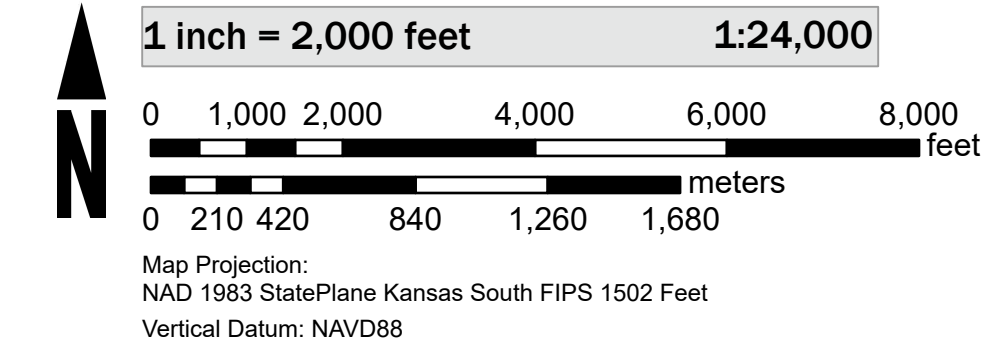 N
1 inch = 2,000 feet 1:24,000
0 1,000 2,000 4,000 6,000 8,000
feet
meters
0 210 420 840 1,260 1,680
Map Projection:
NAD 1983 StatePlane Kansas South FIPS 1502 Feet
Vertical Datum: NAVD88